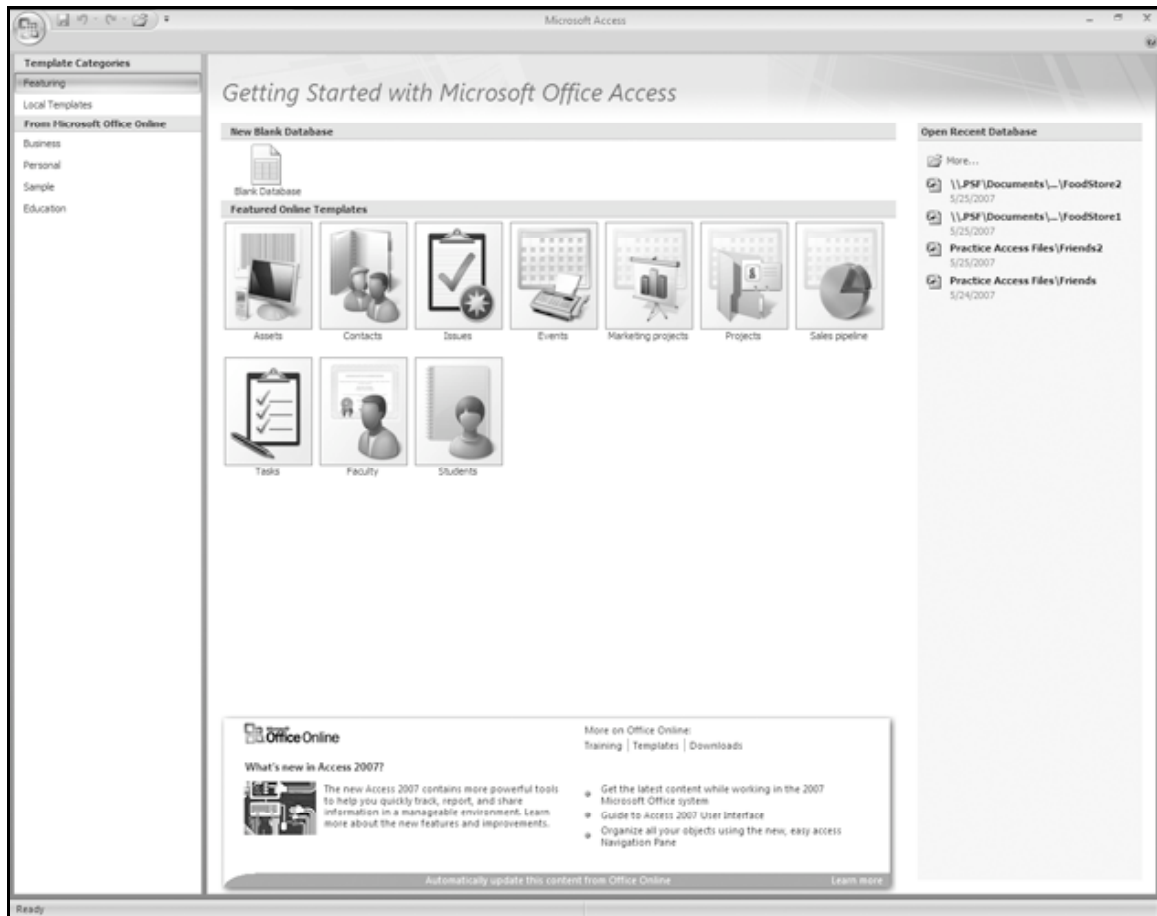 Microsoft Access
Template Categories
Featuring
Local Templates
From Microsoft Office Online
Business
Personal
Sample
Education
Getting Started with Microsoft Office Access
New Blank Database
Blank Database
Featured Online Templates
Assets
Contacts
Issues
Events
Marketing projects
Projects
Sales pipeline
Tasks
Faculty
Students
Open Recent Database
More...
\\.PSF\Documents\...\FoodStore2
5/25/2007
\\.PSF\Documents\...\FoodStore1
5/25/2007
Practice Access Files\Friends2
5/25/2007
Practice Access Files\Friends
5/24/2007
Microsoft
Office Online
What's new in Access 2007?
The new Access 2007 contains more powerful tools
to help you quickly track, report, and share
information in a manageable environment. Learn
more about the new features and improvements.
More on Office Online:
Training | Templates | Downloads
Get the latest content while working in the 2007
Microsoft Office system
Guide to Access 2007 User Interface
Organize all your objects using the new, easy access
Navigation Pane
Automatically update this content from Office Online
Learn more
Ready